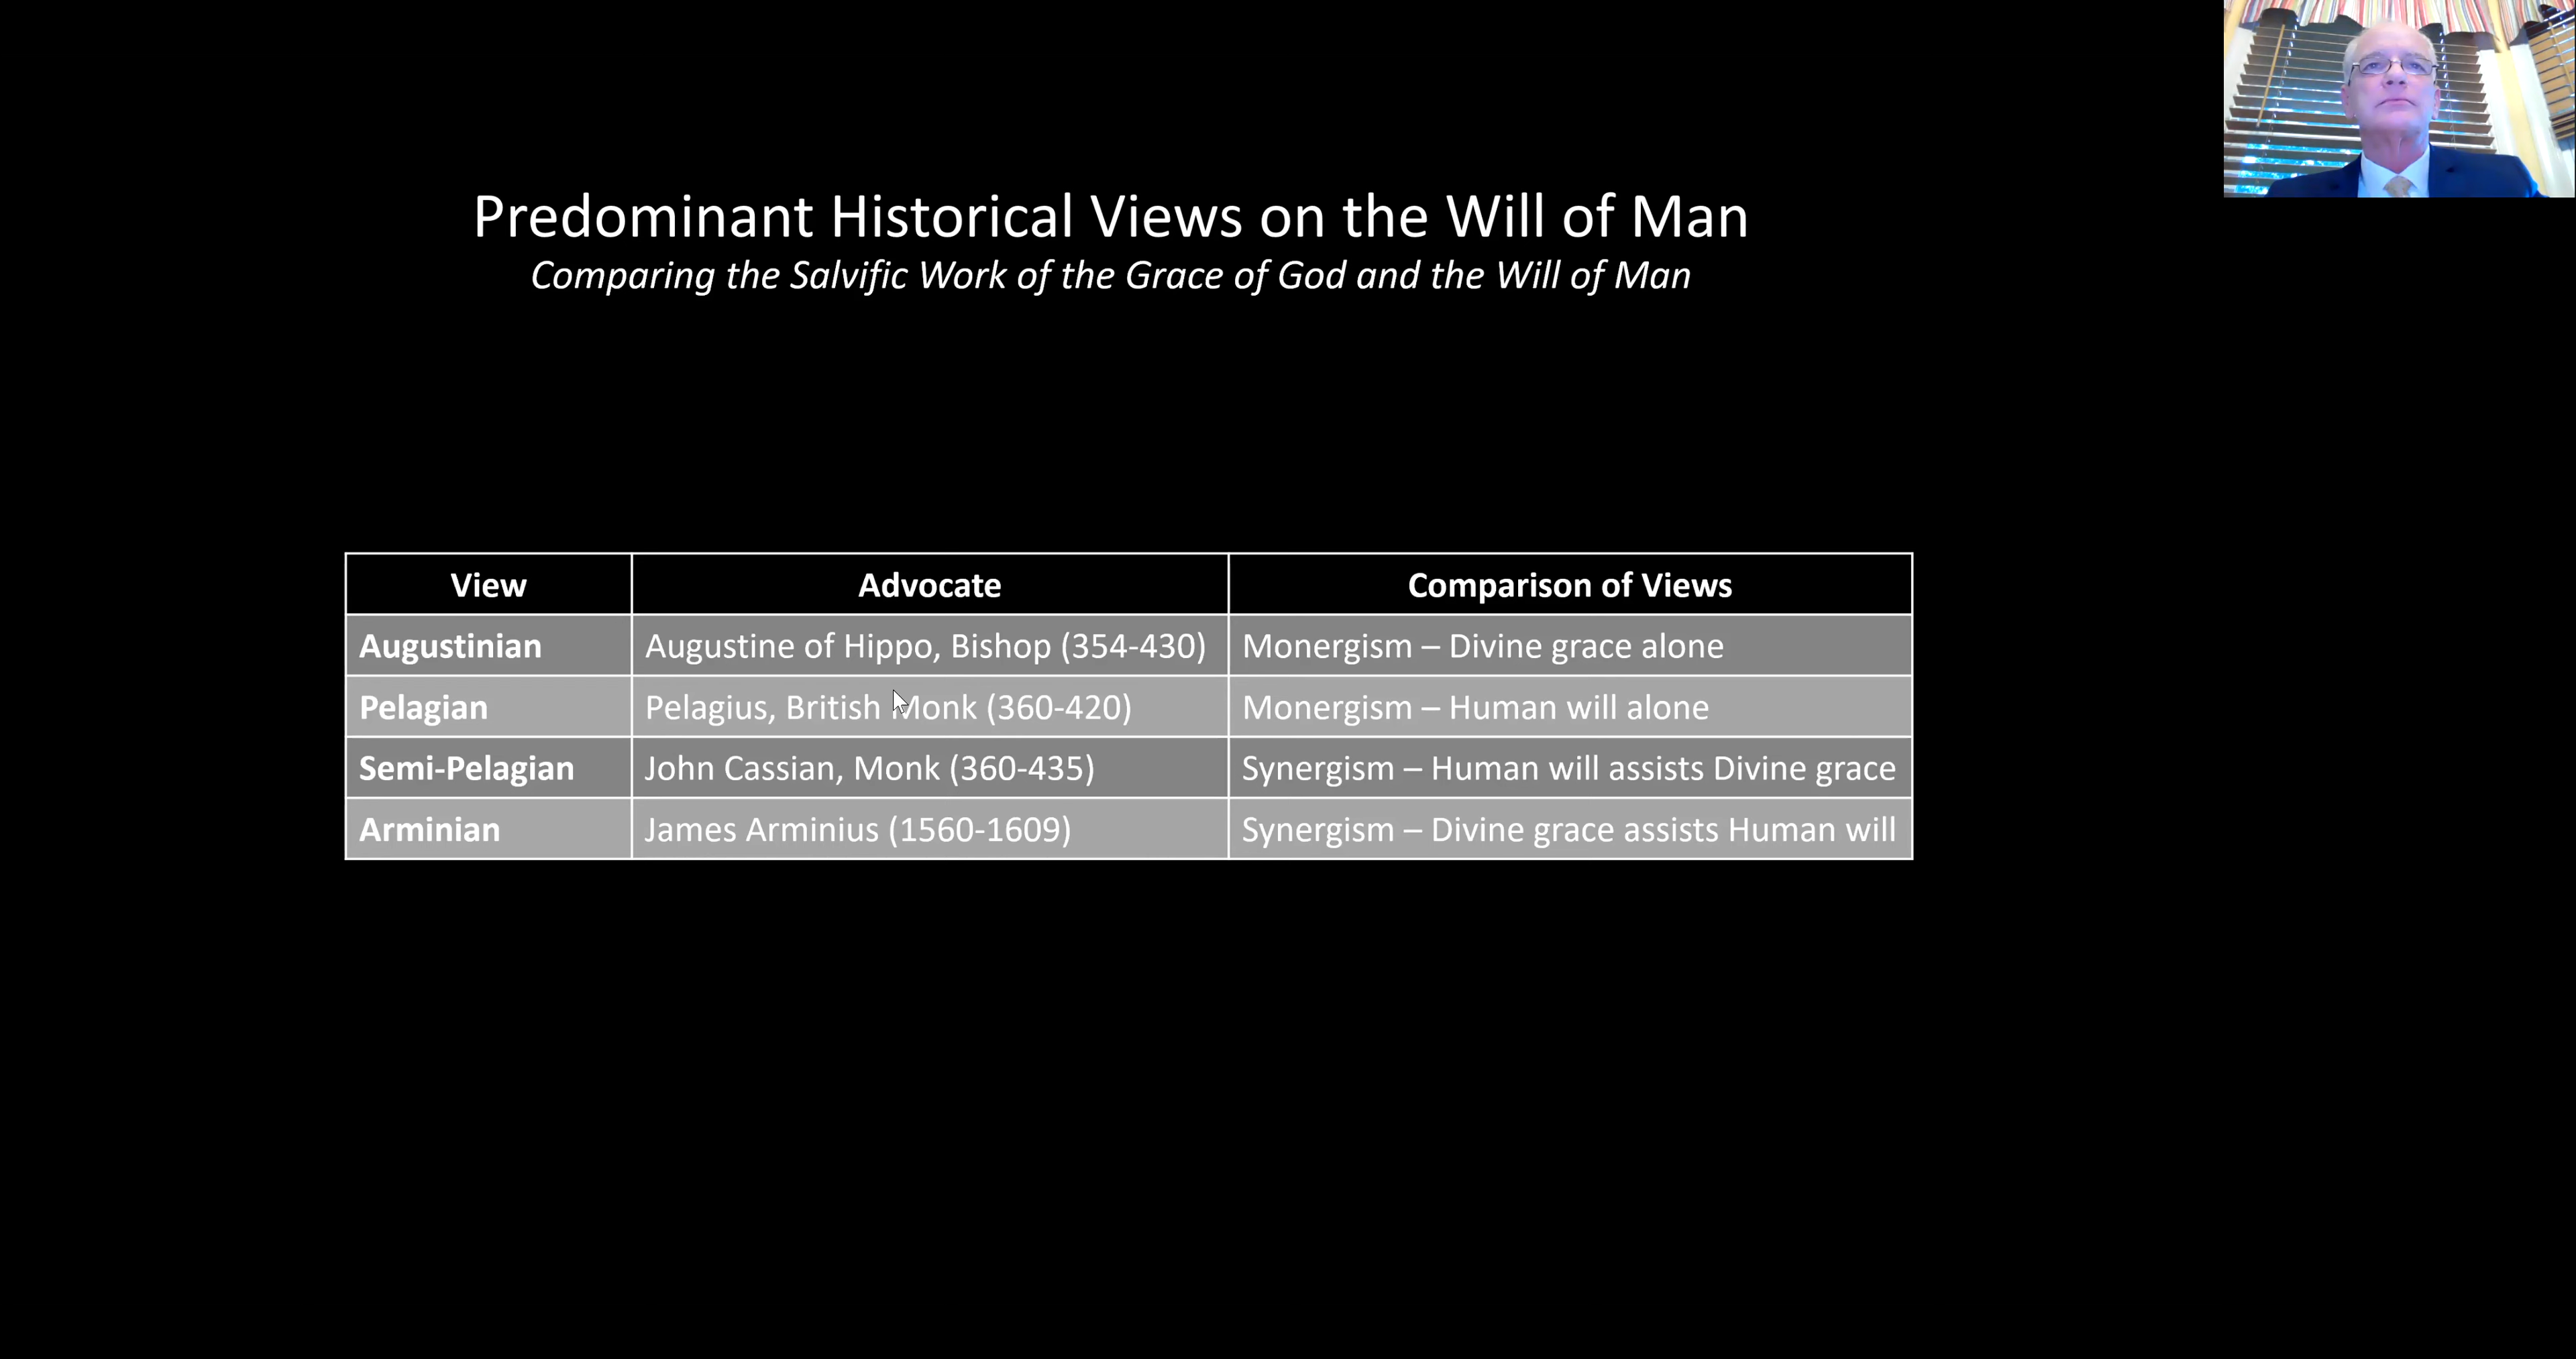 Predominant Historical Views on the Will of Man
Comparing the Salvific Work of the Grace of God and the Will of Man
View Advocate Comparison of Views
Augustinian Augustine of Hippo, Bishop (354-430) Monergism – Divine grace alone
Pelagian Pelagius, British Monk (360-420) Monergism – Human will alone
Semi-Pelagian John Cassian, Monk (360-435) Synergism – Human will assists Divine grace
Arminian James Arminius (1560-1609) Synergism – Divine grace assists Human will